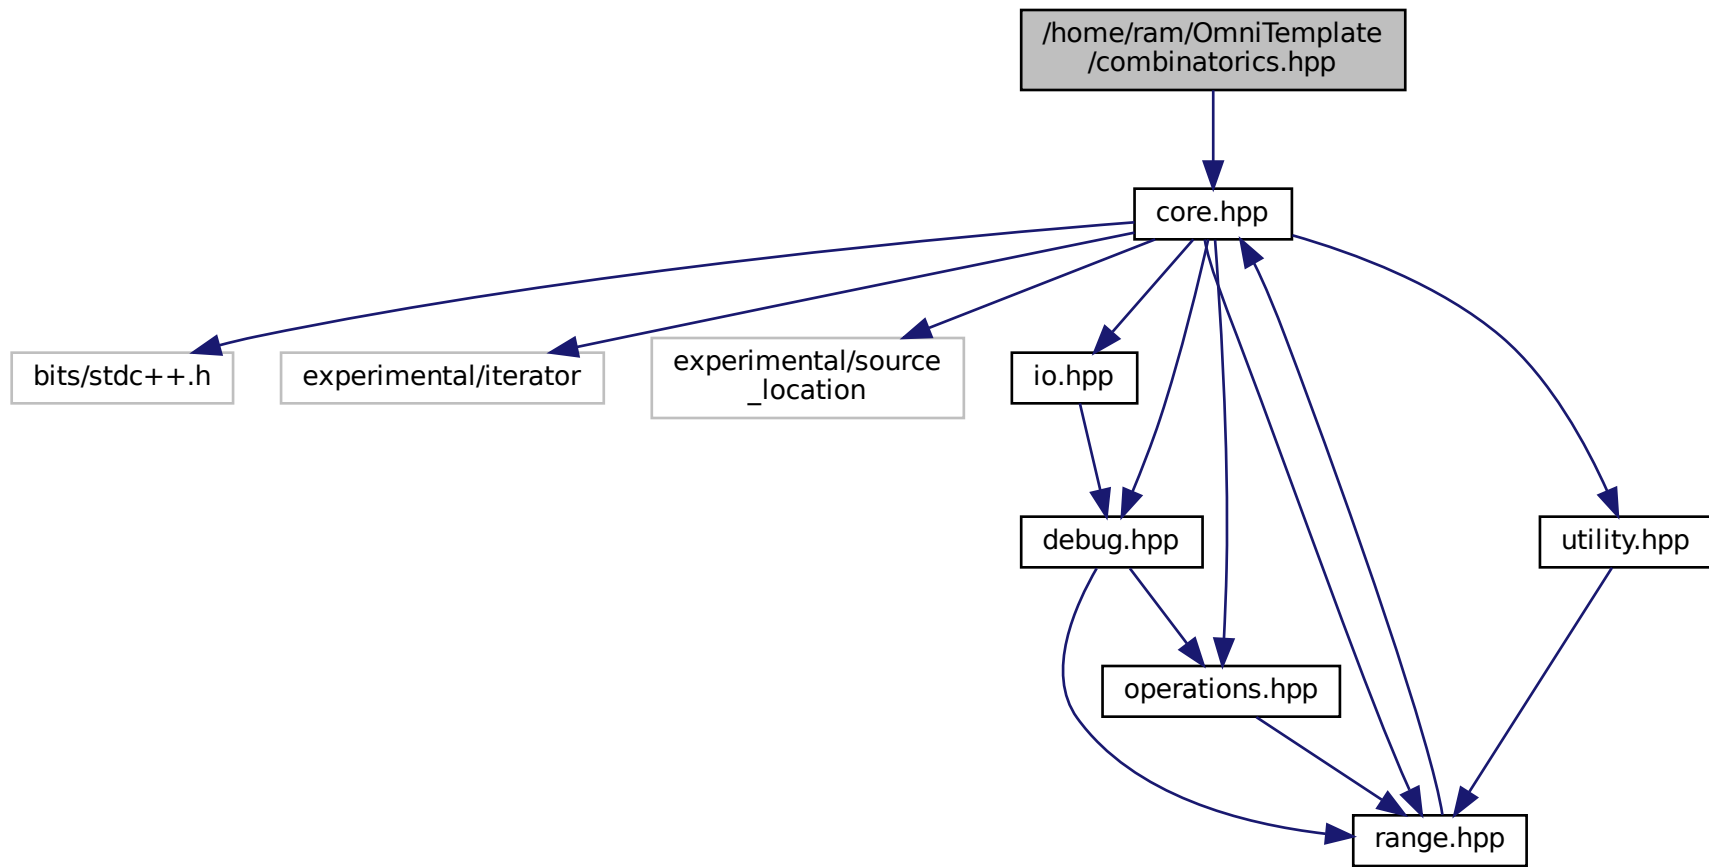 /home/ram/OmniTemplate
/combinatorics.hpp
core.hpp
bits/stdc++.h
experimental/iterator
experimental/source
_location
io.hpp
debug.hpp
utility.hpp
operations.hpp
range.hpp